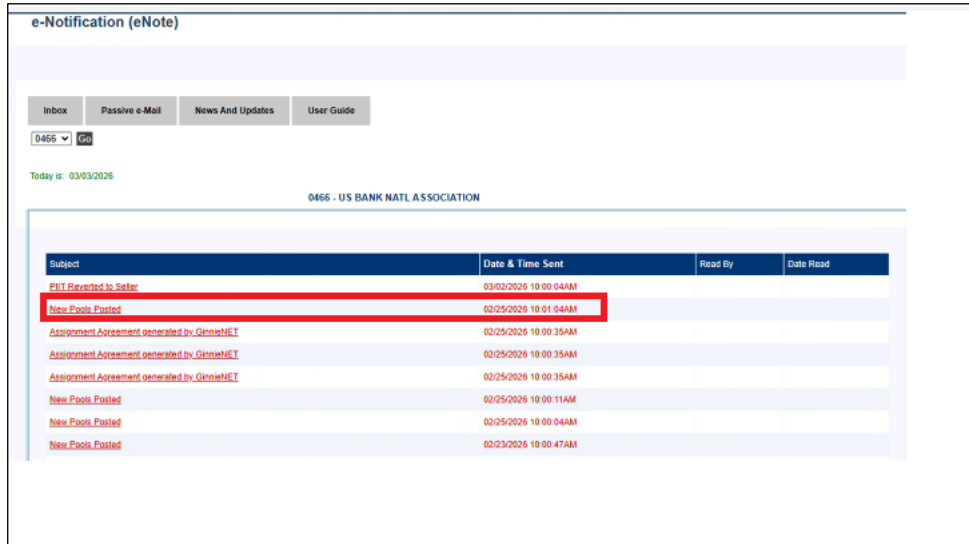 e-Notification (eNote)
Inbox Passive e-Mail News And Updates User Guide
0466 Go
Today is: 03/03/2026
0466 - US BANK NATL ASSOCIATION
Subject Date & Time Sent Read By Date Read
PIIT Reverted to Seller 03/02/2026 10:00:04AM
New Pools Posted 02/25/2026 10:01:04AM
Assignment Agreement generated by GinnieNET 02/25/2026 10:00:35AM
Assignment Agreement generated by GinnieNET 02/25/2026 10:00:35AM
Assignment Agreement generated by GinnieNET 02/25/2026 10:00:35AM
New Pools Posted 02/25/2026 10:00:11AM
New Pools Posted 02/25/2026 10:00:04AM
New Pools Posted 02/23/2026 10:00:47AM